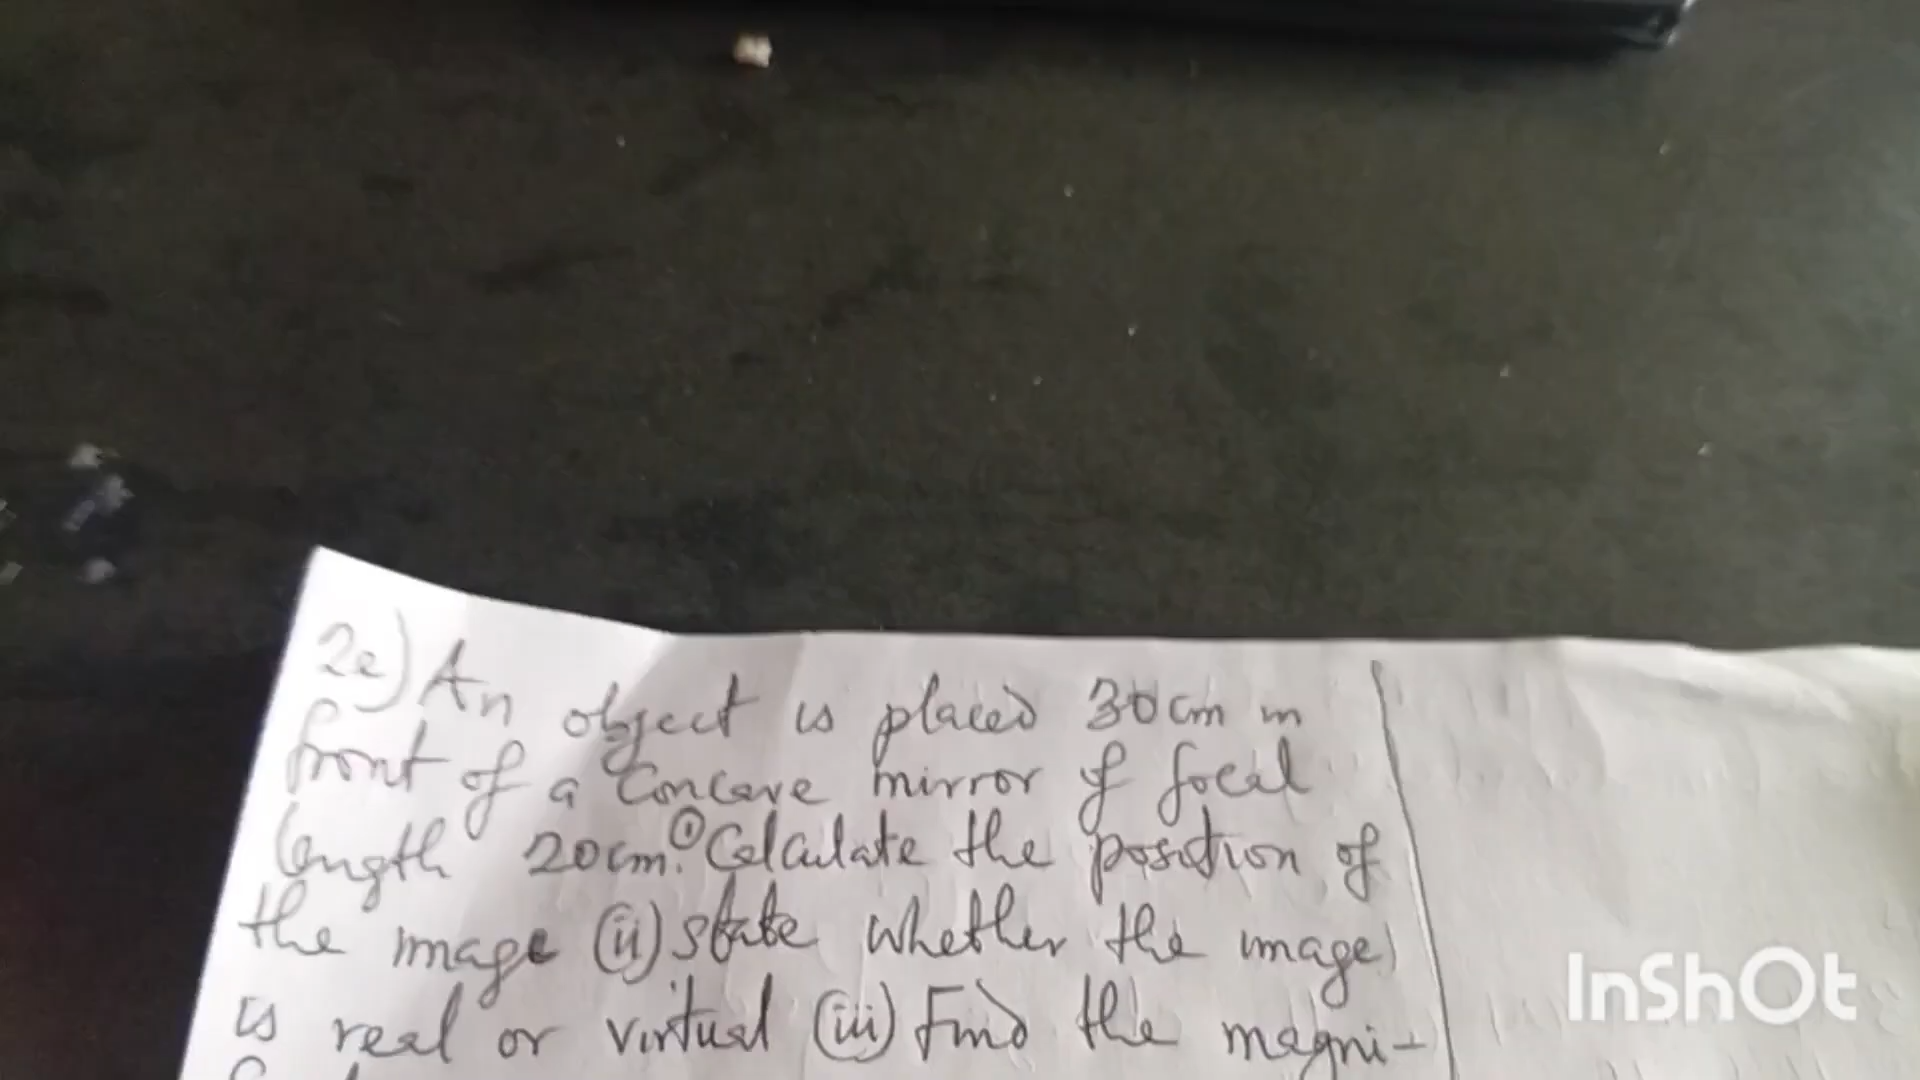 2e) An object is placed 30cm in
front of a Concave mirror of focal
length 20cm. (i) Calculate the position of
the image (ii) state whether the image
is real or virtual (iii) Find the magni-
InShOt